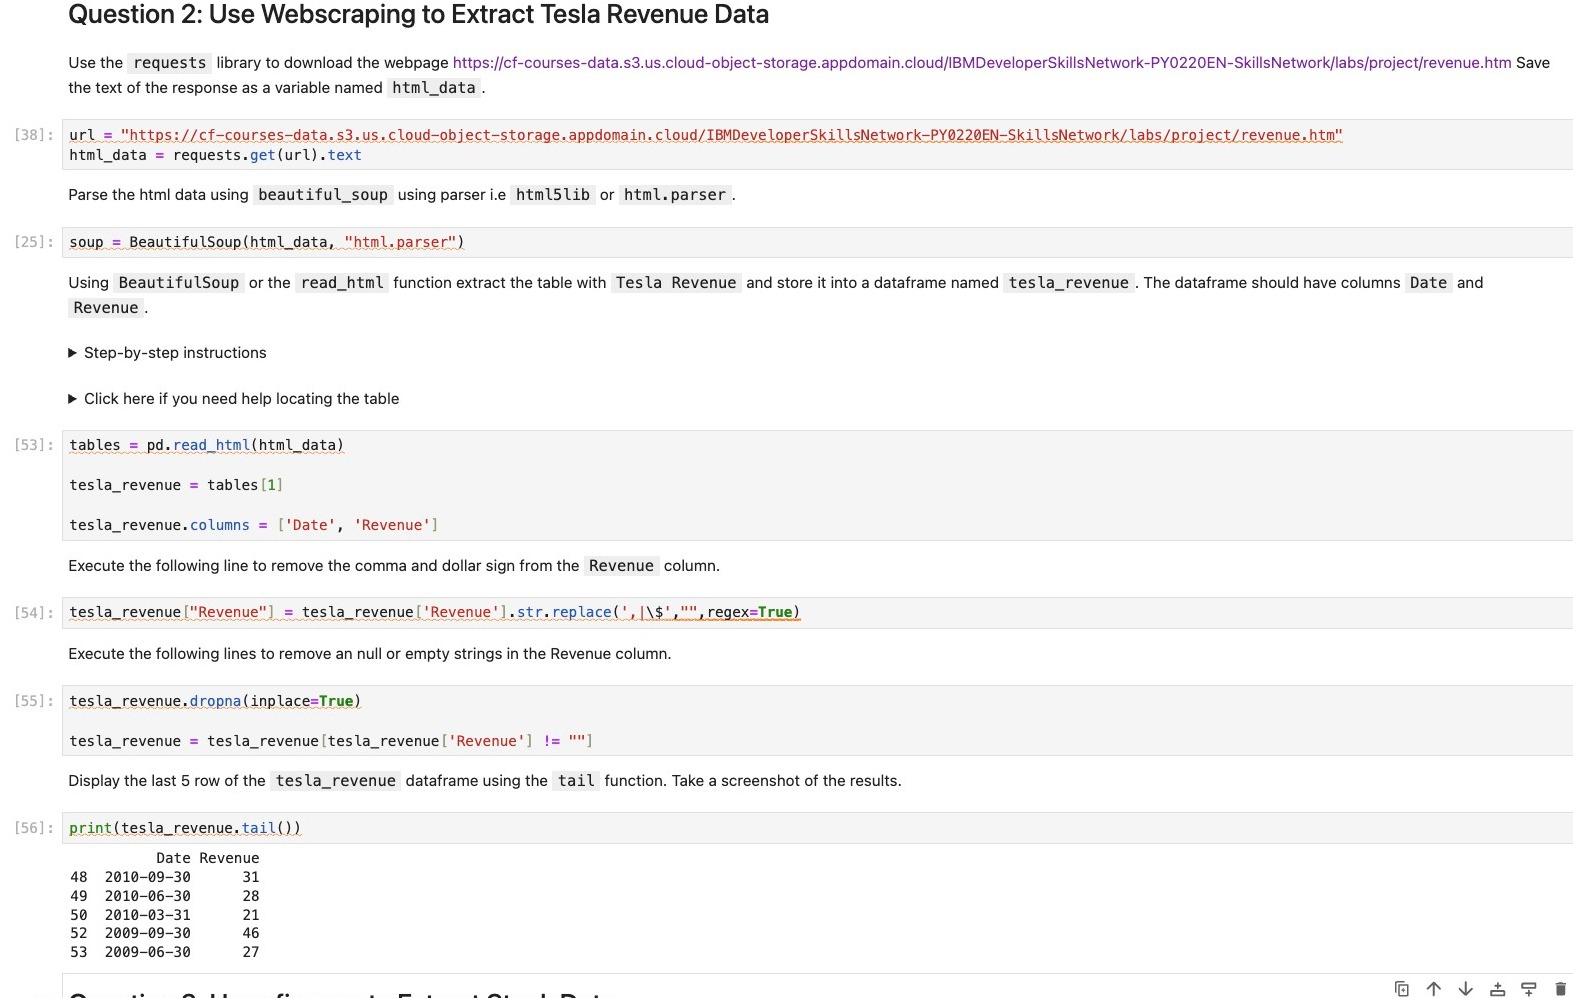 Question 2: Use Webscraping to Extract Tesla Revenue Data
Use the requests library to download the webpage https://cf-courses-data.s3.us.cloud-object-storage.appdomain.cloud/IBMDeveloperSkillsNetwork-PY0220EN-SkillsNetwork/labs/project/revenue.htm Save
the text of the response as a variable named html_data .
[38]: url = "https://cf-courses-data.s3.us.cloud-object-storage.appdomain.cloud/IBMDeveloperSkillsNetwork-PY0220EN-SkillsNetwork/labs/project/revenue.htm"
html_data = requests.get(url).text
Parse the html data using beautiful_soup using parser i.e html5lib or html.parser .
[25]: soup = BeautifulSoup(html_data, "html.parser")
Using BeautifulSoup or the read_html function extract the table with Tesla Revenue and store it into a dataframe named tesla_revenue . The dataframe should have columns Date and
Revenue .
▶ Step-by-step instructions
▶ Click here if you need help locating the table
[53]: tables = pd.read_html(html_data)
tesla_revenue = tables[1]
tesla_revenue.columns = ['Date', 'Revenue']
Execute the following line to remove the comma and dollar sign from the Revenue column.
[54]: tesla_revenue["Revenue"] = tesla_revenue['Revenue'].str.replace(',|\$',"",regex=True)
Execute the following lines to remove an null or empty strings in the Revenue column.
[55]: tesla_revenue.dropna(inplace=True)
tesla_revenue = tesla_revenue[tesla_revenue['Revenue'] != ""]
Display the last 5 row of the tesla_revenue dataframe using the tail function. Take a screenshot of the results.
[56]: print(tesla_revenue.tail())
Date Revenue
48 2010-09-30 31
49 2010-06-30 28
50 2010-03-31 21
52 2009-09-30 46
53 2009-06-30 27